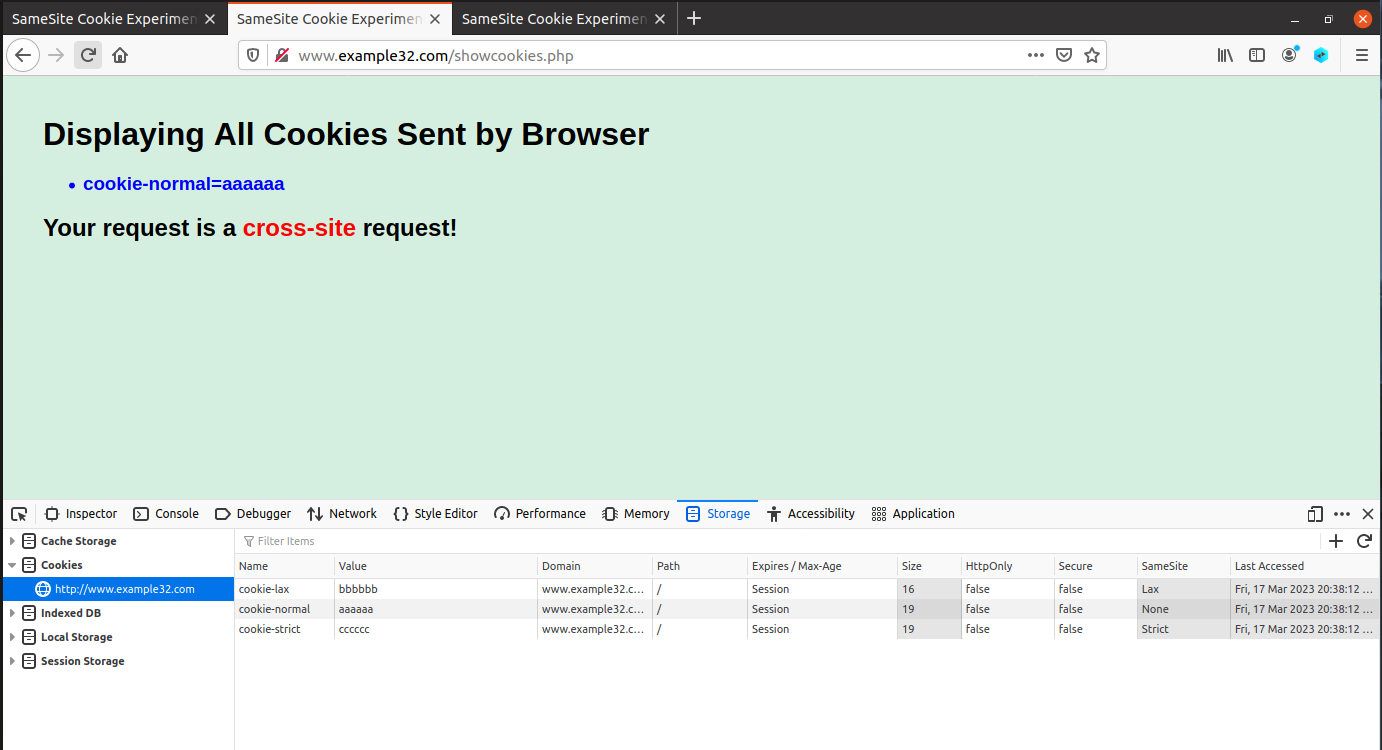 SameSite Cookie Experimen
SameSite Cookie Experimen
SameSite Cookie Experimen
www.example32.com/showcookies.php
Displaying All Cookies Sent by Browser
• cookie-normal=aaaaaa
Your request is a cross-site request!
Inspector Console Debugger Network Style Editor Performance Memory Storage Accessibility Application
Cache Storage
Cookies
http://www.example32.com
Indexed DB
Local Storage
Session Storage
Filter Items
Name Value Domain Path Expires / Max-Age Size HttpOnly Secure SameSite Last Accessed
cookie-lax bbbbbb www.example32.c... / Session 16 false false Lax Fri, 17 Mar 2023 20:38:12 ...
cookie-normal aaaaaa www.example32.c... / Session 19 false false None Fri, 17 Mar 2023 20:38:12 ...
cookie-strict cccccc www.example32.c... / Session 19 false false Strict Fri, 17 Mar 2023 20:38:12 ...